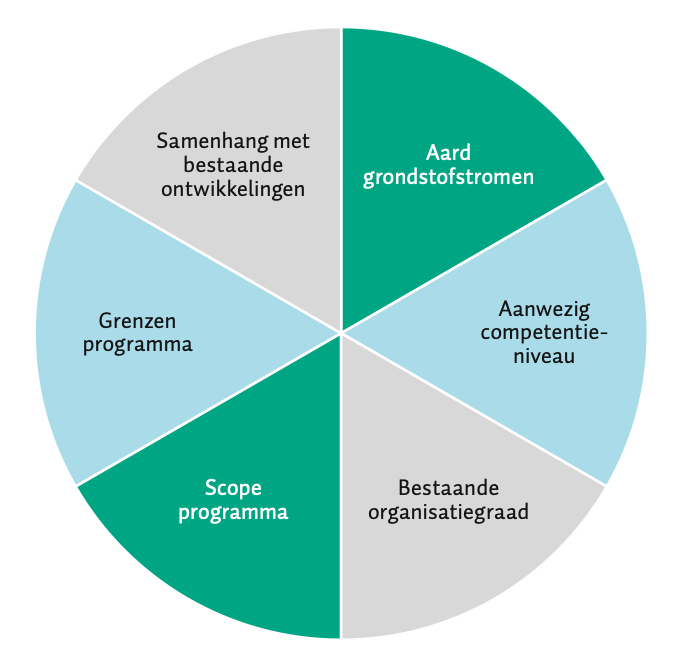 Samenhang met
bestaande
ontwikkelingen
Aard
grondstofstromen
Grenzen
programma
Aanwezig
competentie-
niveau
Scope
programma
Bestaande
organisatiegraad